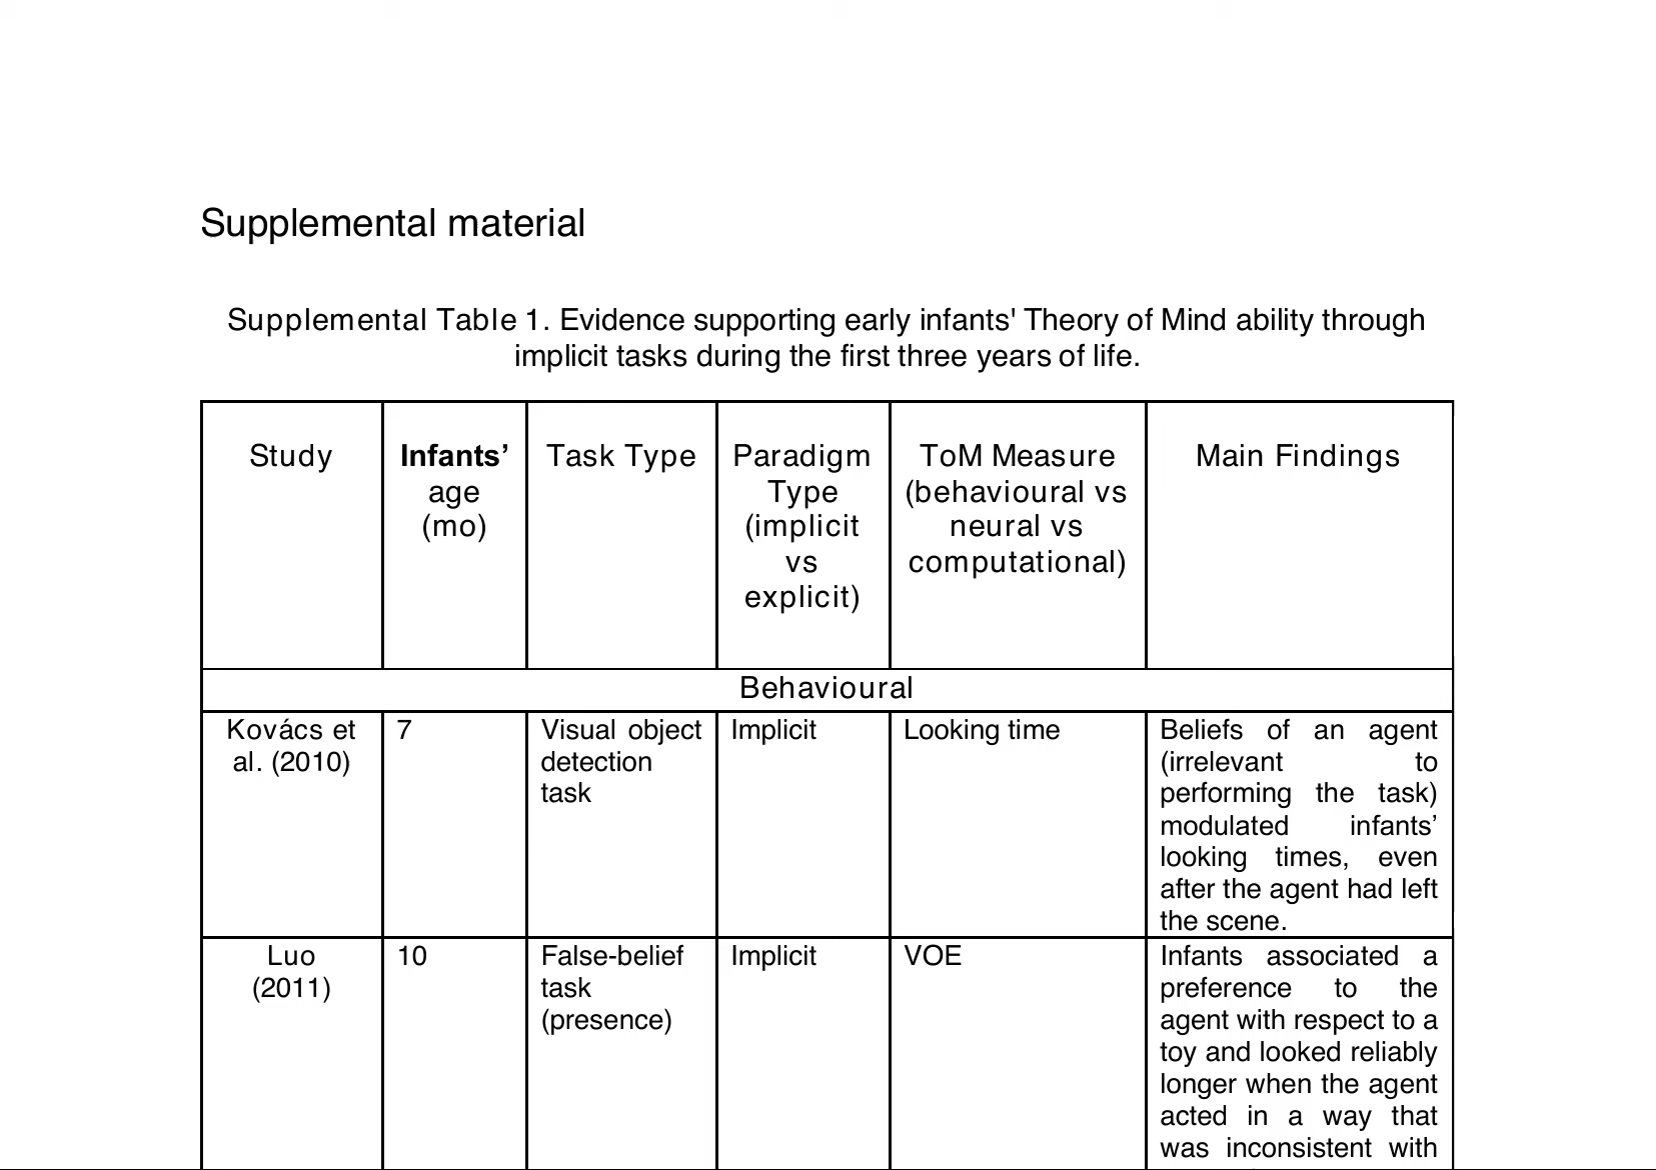 Supplemental material
Supplemental Table 1. Evidence supporting early infants' Theory of Mind ability through
implicit tasks during the first three years of life.
Study
Infants’
age
(mo)
Task Type
Paradigm
Type
(implicit
vs
explicit)
ToM Measure
(behavioural vs
neural vs
computational)
Main Findings
Behavioural
Kovács et
al. (2010)
7
Visual object
detection
task
Implicit
Looking time
Beliefs of an agent
(irrelevant to
performing the task)
modulated infants’
looking times, even
after the agent had left
the scene.
Luo
(2011)
10
False-belief
task
(presence)
Implicit
VOE
Infants associated a
preference to the
agent with respect to a
toy and looked reliably
longer when the agent
acted in a way that
was inconsistent with